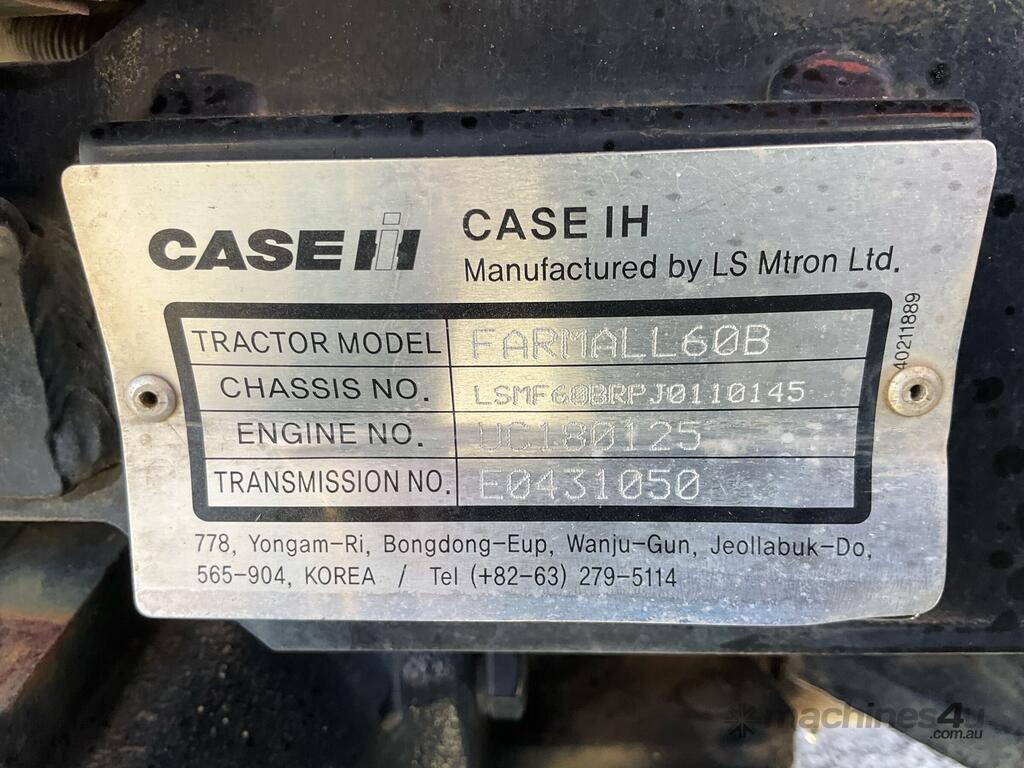 CASE IH
CASE IH
Manufactured by LS Mtron Ltd.
40211889
TRACTOR MODEL FARMALL60B
CHASSIS NO. LSMF60BRPJ0110145
ENGINE NO. UC180125
TRANSMISSION NO. E0431050
778, Yongam-Ri, Bongdong-Eup, Wanju-Gun, Jeollabuk-Do,
565-904, KOREA / Tel (+82-63) 279-5114
machines4u
.com.au